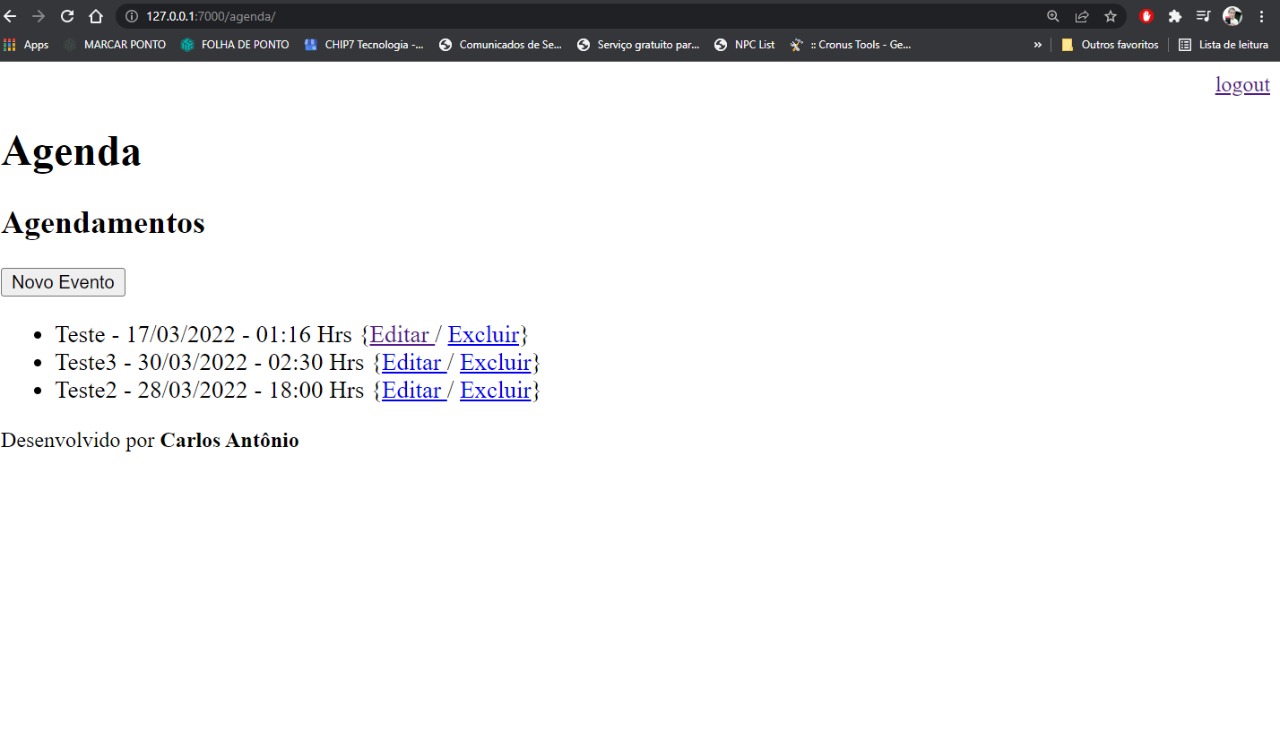 127.0.0.1:7000/agenda/
Apps MARCAR PONTO FOLHA DE PONTO CHIP7 Tecnologia -... Comunicados de Se... Serviço gratuito par... NPC List :: Cronus Tools - Ge... » Outros favoritos Lista de leitura
logout
Agenda
Agendamentos
Novo Evento
• Teste - 17/03/2022 - 01:16 Hrs {Editar / Excluir}
• Teste3 - 30/03/2022 - 02:30 Hrs {Editar / Excluir}
• Teste2 - 28/03/2022 - 18:00 Hrs {Editar / Excluir}
Desenvolvido por Carlos Antônio